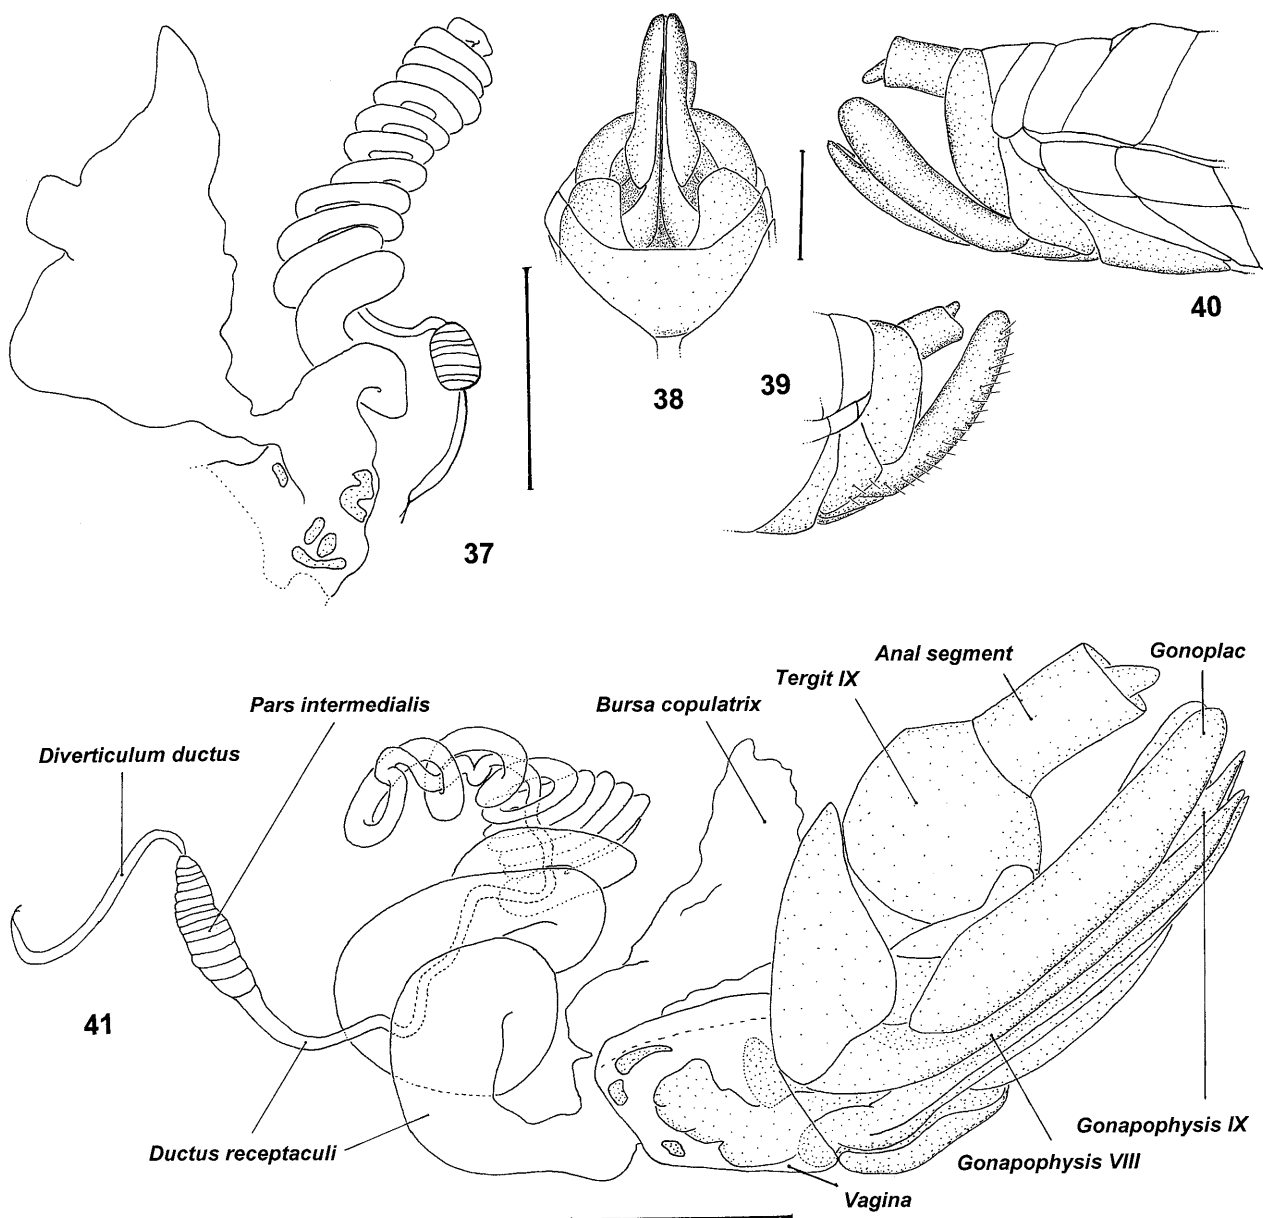 37
38
39
40
Anal segment
Gonoplac
Tergit IX
Pars intermedialis
Bursa copulatrix
Diverticulum ductus
41
Ductus receptaculi
Gonapophysis IX
Gonapophysis VIII
Vagina